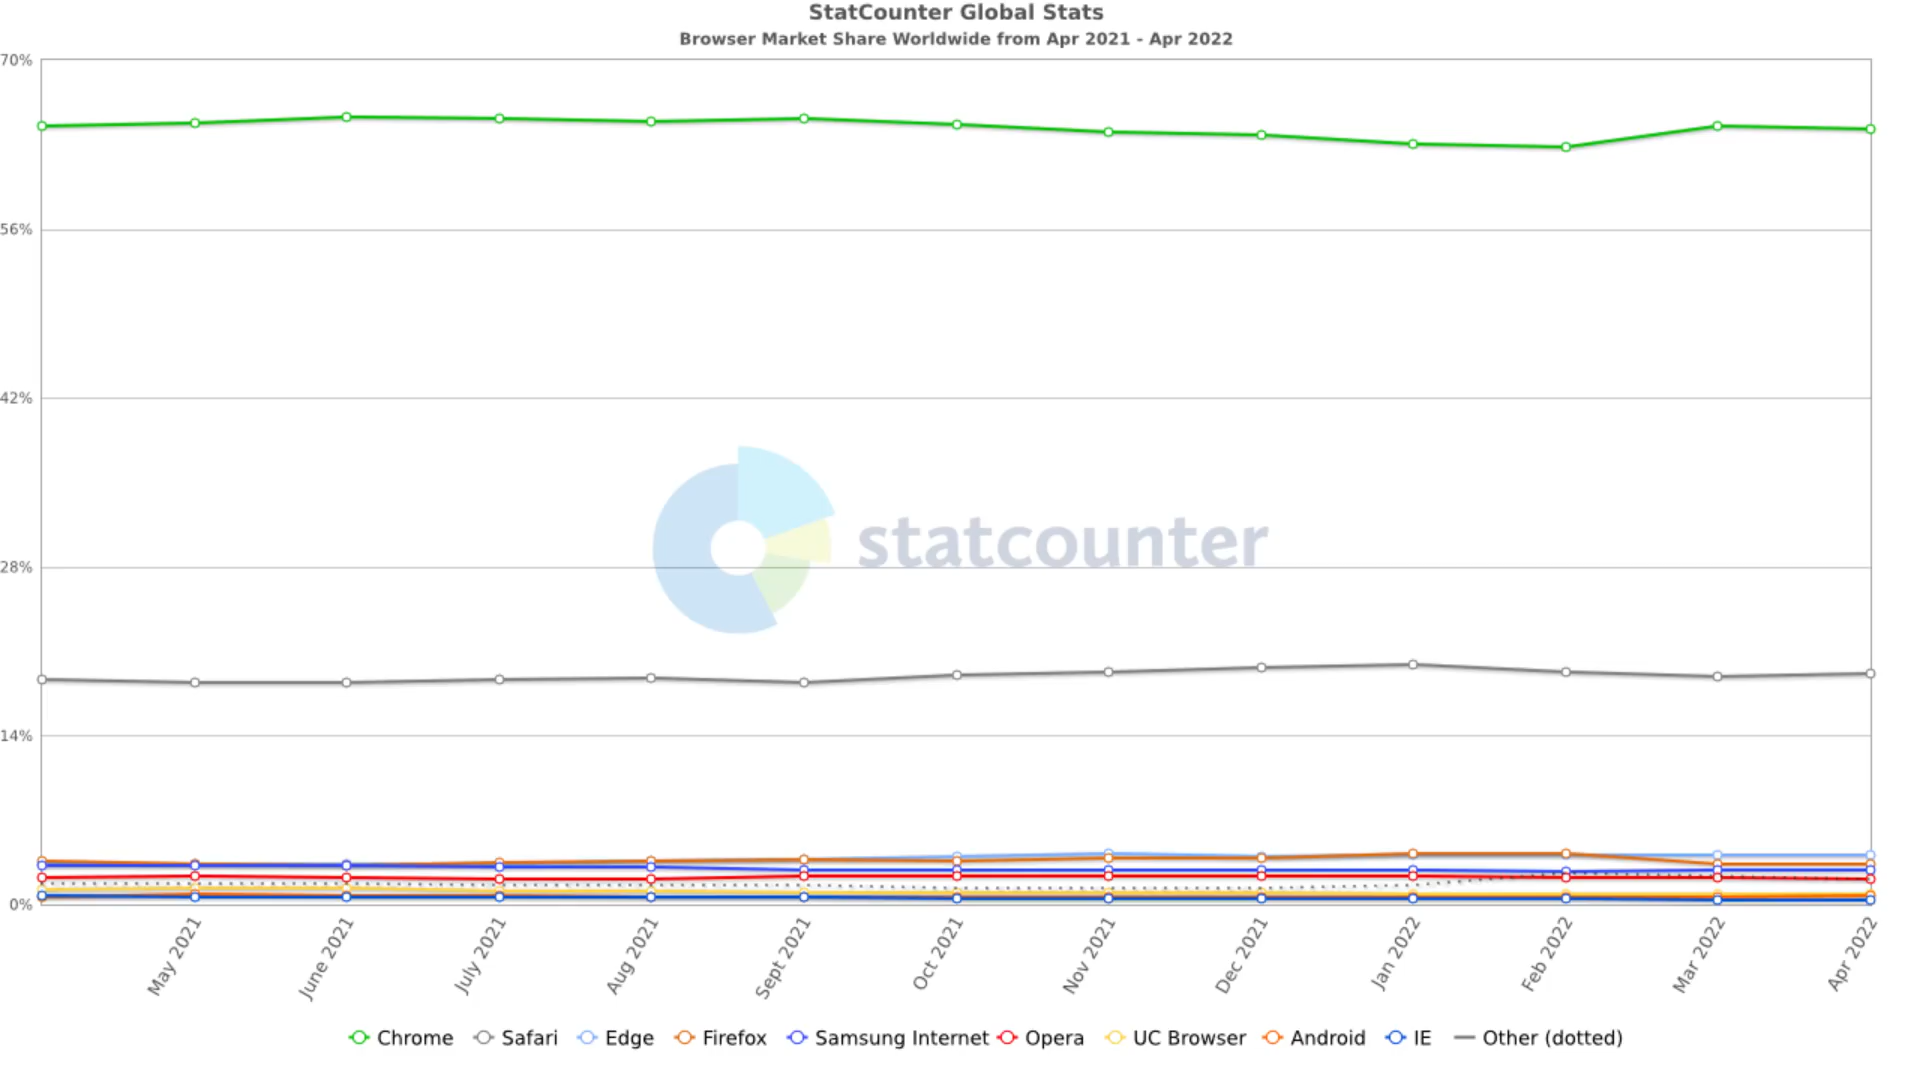 StatCounter Global Stats
Browser Market Share Worldwide from Apr 2021 - Apr 2022
70%
56%
42%
statcounter
28%
14%
0%
May 2021
June 2021
July 2021
Aug 2021
Sept 2021
Oct 2021
Nov 2021
Dec 2021
Jan 2022
Feb 2022
Mar 2022
Apr 2022
Chrome Safari Edge Firefox Samsung Internet Opera UC Browser Android IE Other (dotted)